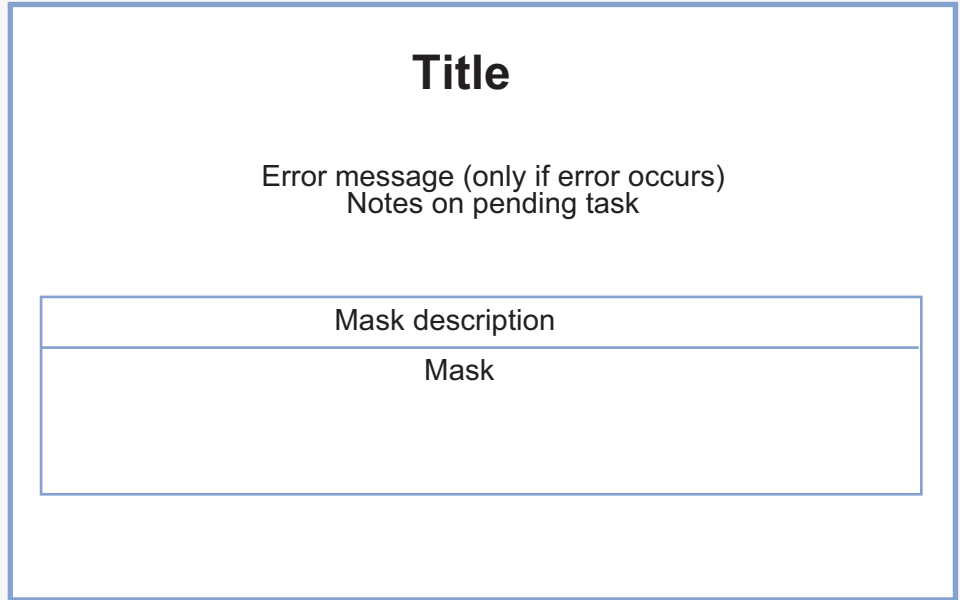 Title
Error message (only if error occurs)
Notes on pending task
Mask description
Mask